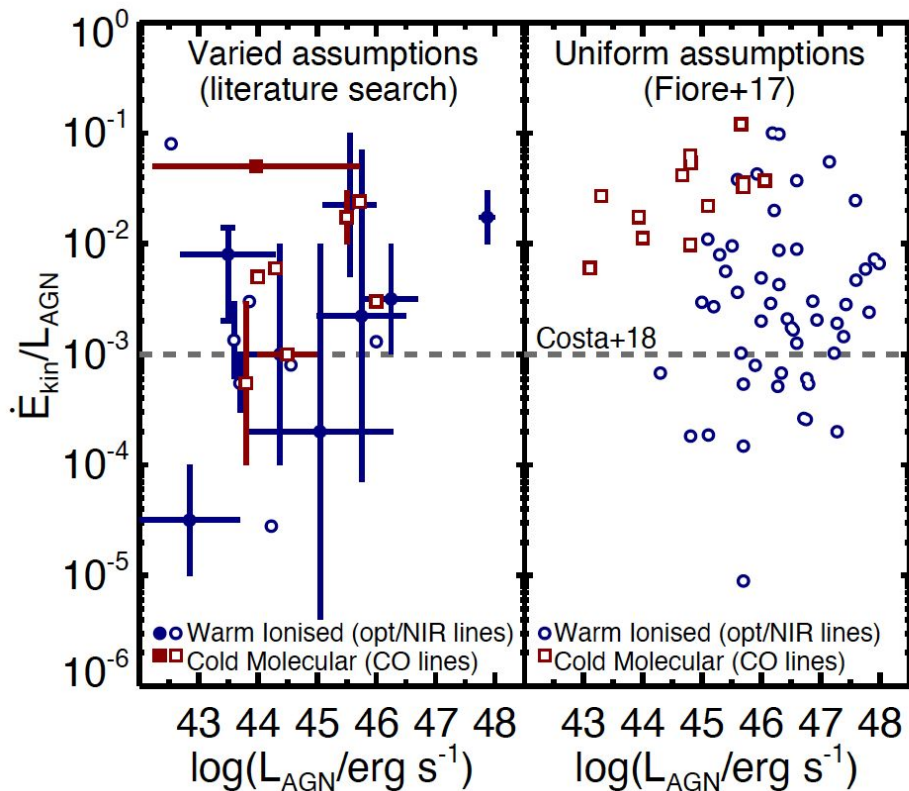 Varied assumptions
(literature search)
Uniform assumptions
(Fiore+17)
10⁰
10⁻¹
10⁻²
10⁻³
10⁻⁴
10⁻⁵
10⁻⁶
Ė_kin/L_AGN
Costa+18
Warm Ionised (opt/NIR lines)
Cold Molecular (CO lines)
Warm Ionised (opt/NIR lines)
Cold Molecular (CO lines)
43 44 45 46 47 48
43 44 45 46 47 48
log(L_AGN/erg s⁻¹)
log(L_AGN/erg s⁻¹)